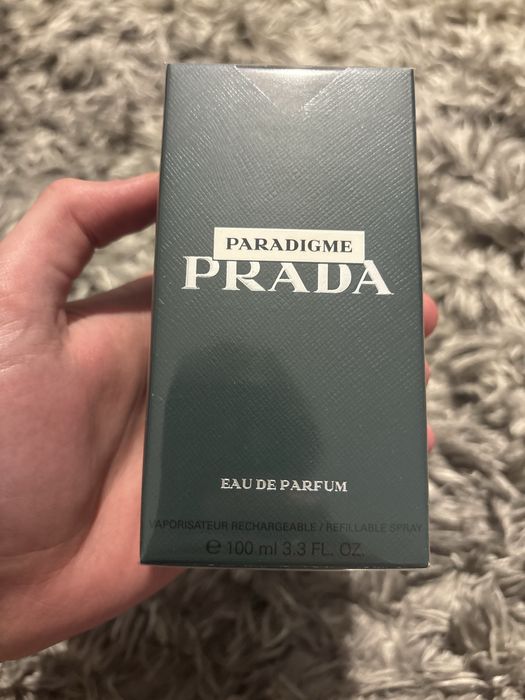 PARADIGME
PRADA
EAU DE PARFUM
VAPORISATEUR RECHARGEABLE / REFILLABLE SPRAY
℮ 100 ml 3.3 FL. OZ.